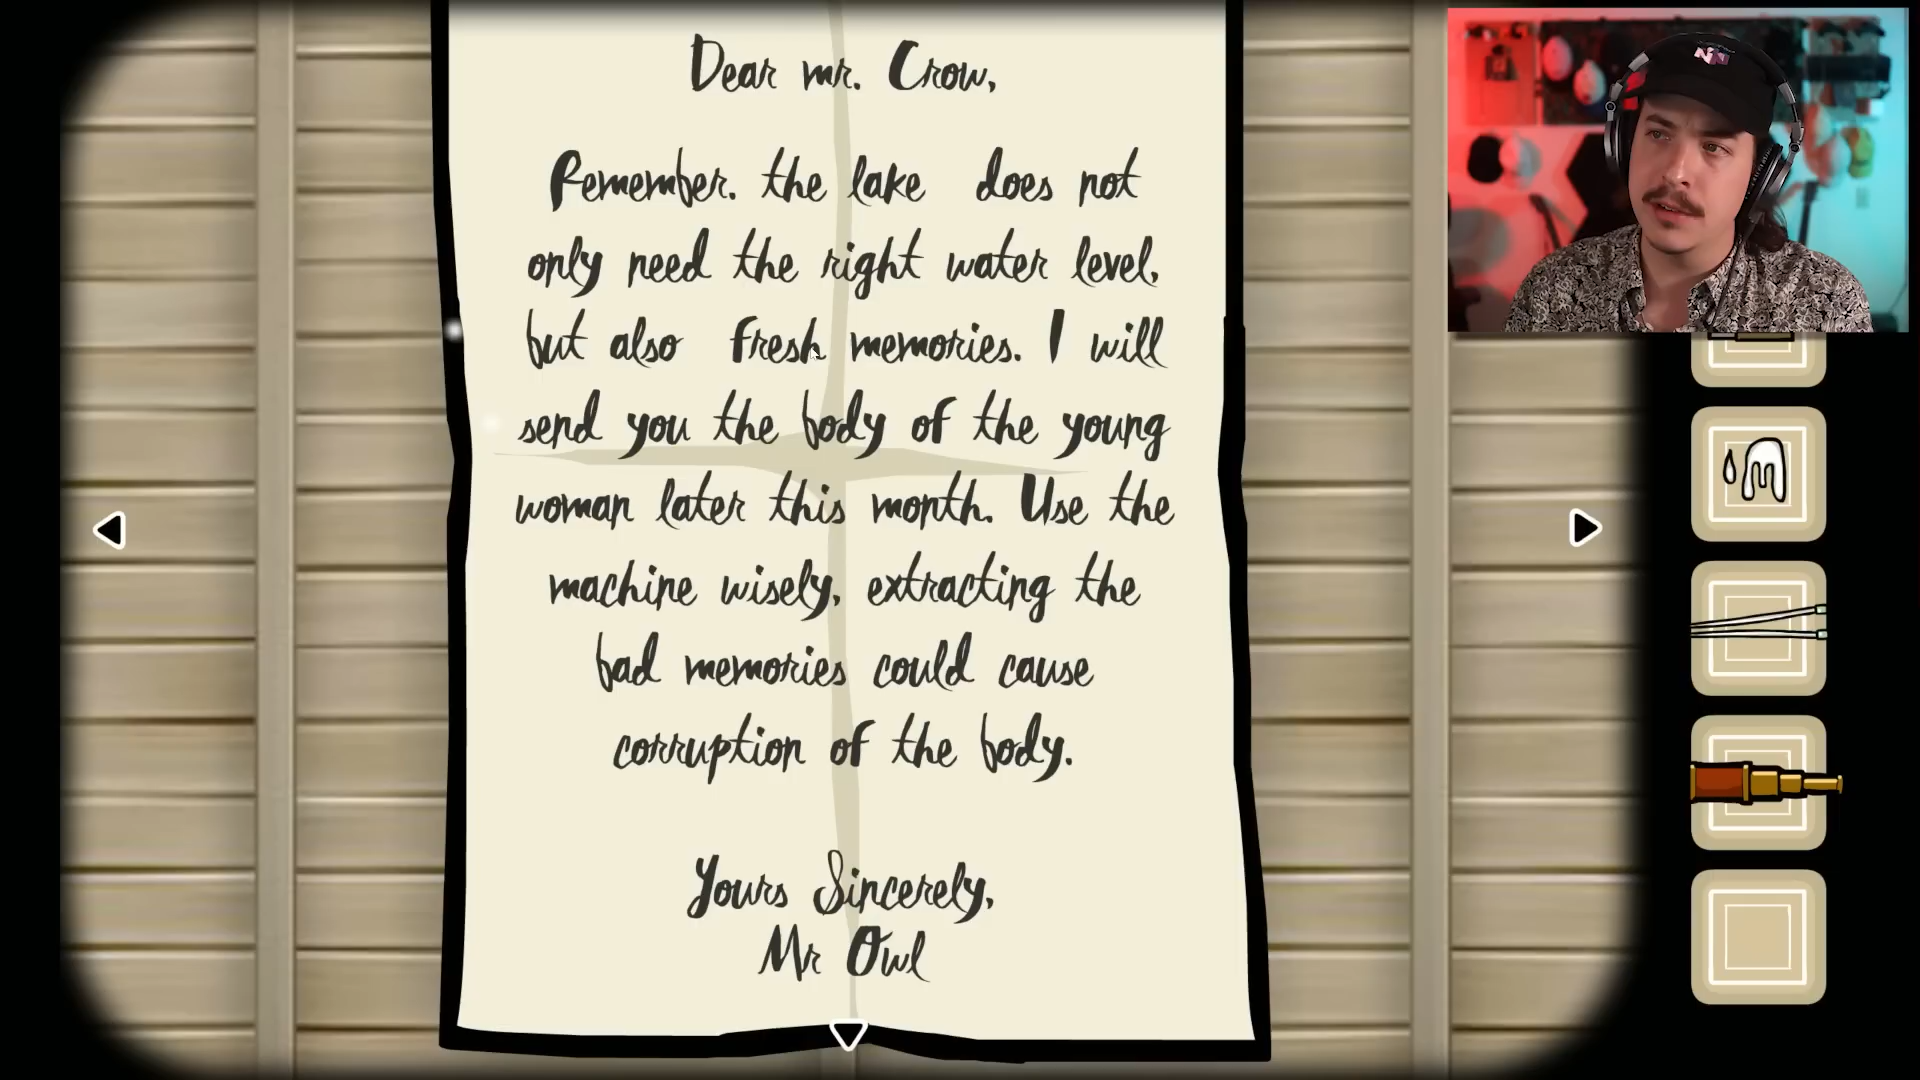 Dear mr. Crow,
Remember. the lake does not
only need the right water level,
but also fresh memories. I will
send you the body of the young
woman later this month. Use the
machine wisely, extracting the
bad memories could cause
corruption of the body.
Yours Sincerely,
Mr Owl